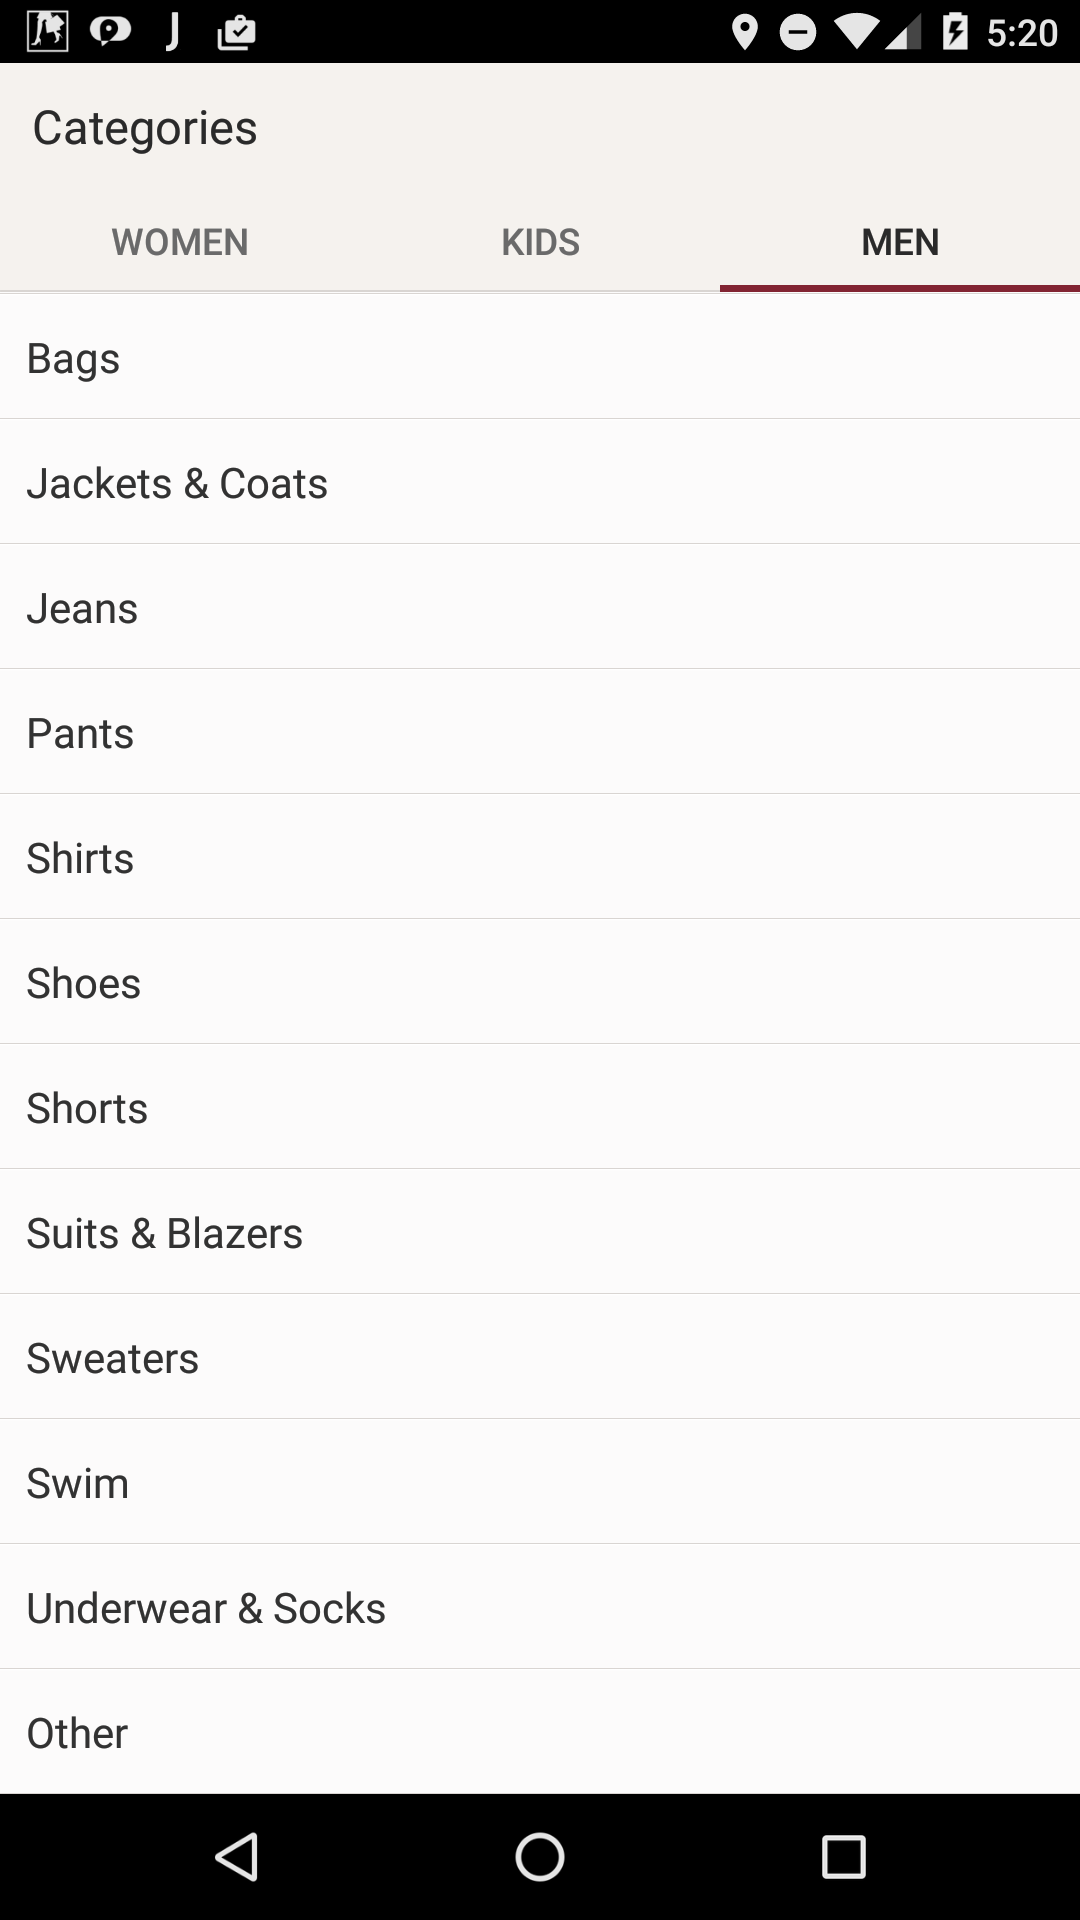 5:20
Categories
WOMEN KIDS MEN
Bags
Jackets & Coats
Jeans
Pants
Shirts
Shoes
Shorts
Suits & Blazers
Sweaters
Swim
Underwear & Socks
Other